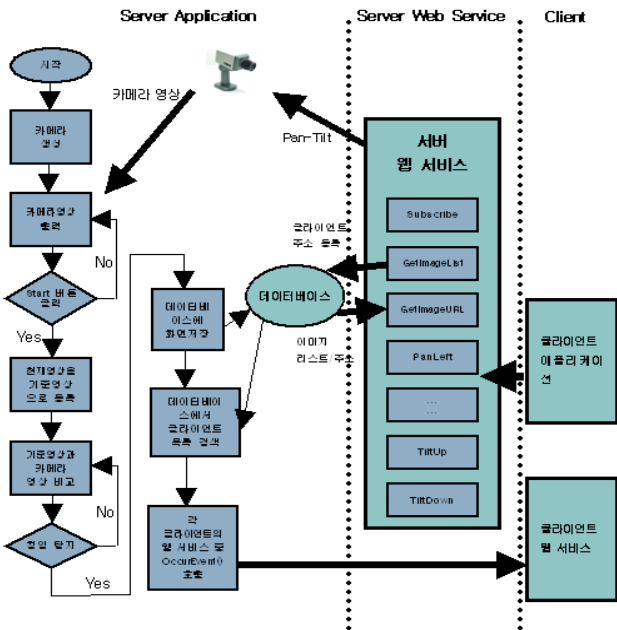 Server Application
Server Web Service
Client
시작
카메라
생성
카메라영상
출력
No
Start 버튼
클릭
Yes
현재영상을
기준영상
으로 등록
기준영상과
카메라
영상 비교
No
침입 탐지
Yes
카메라 영상
Pan-Tilt
데이터베
이스에
화면저장
데이터베
이스에서
클라이언트
목록 검색
각
클라이언트의
웹 서비스 중
OccurEvent()
호출
클라이언트
주소 등록
데이터베이스
이미지
리스트/주소
서버
웹 서비스
Subscribe
GetImageList
GetImageURL
PanLeft
...
...
TiltUp
TiltDown
클라이언트
애플리케이
션
클라이언트
웹 서비스